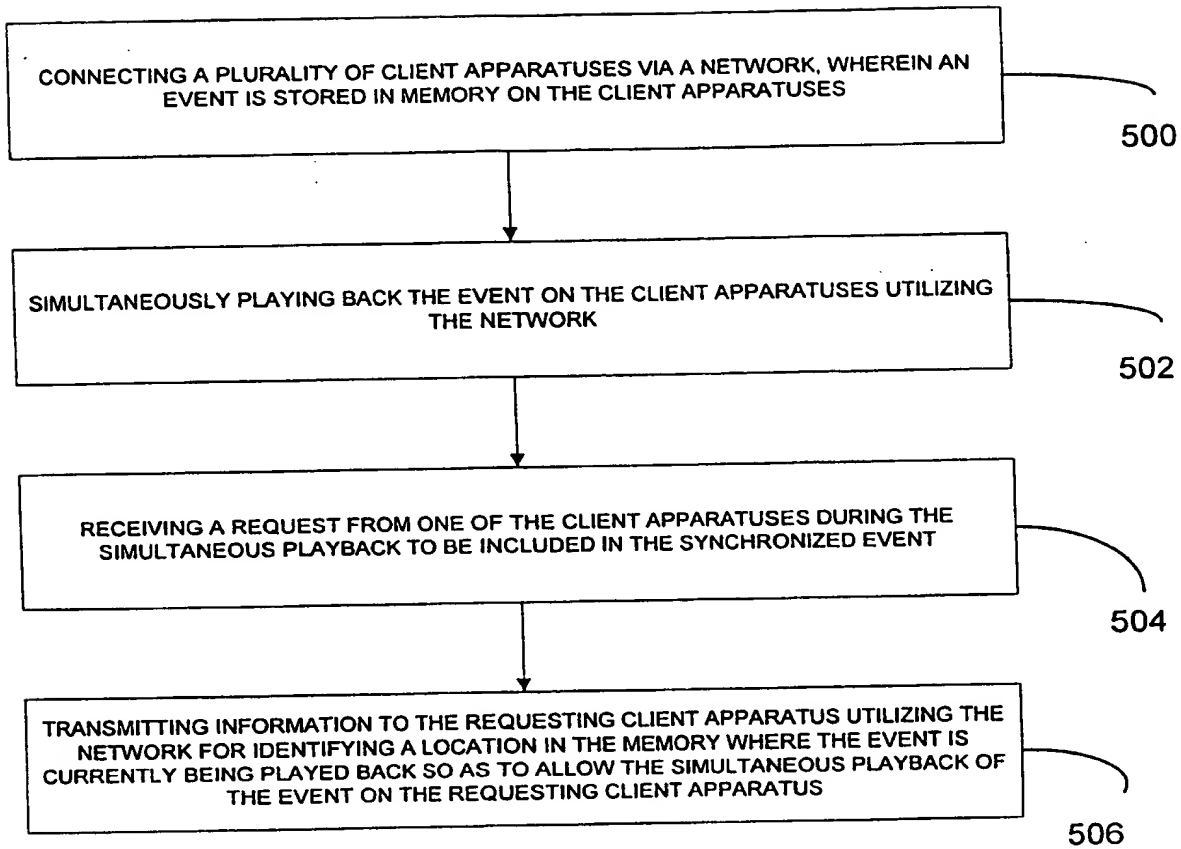 CONNECTING A PLURALITY OF CLIENT APPARATUSES VIA A NETWORK, WHEREIN AN
EVENT IS STORED IN MEMORY ON THE CLIENT APPARATUSES
500
SIMULTANEOUSLY PLAYING BACK THE EVENT ON THE CLIENT APPARATUSES UTILIZING
THE NETWORK
502
RECEIVING A REQUEST FROM ONE OF THE CLIENT APPARATUSES DURING THE
SIMULTANEOUS PLAYBACK TO BE INCLUDED IN THE SYNCHRONIZED EVENT
504
TRANSMITTING INFORMATION TO THE REQUESTING CLIENT APPARATUS UTILIZING THE
NETWORK FOR IDENTIFYING A LOCATION IN THE MEMORY WHERE THE EVENT IS
CURRENTLY BEING PLAYED BACK SO AS TO ALLOW THE SIMULTANEOUS PLAYBACK OF
THE EVENT ON THE REQUESTING CLIENT APPARATUS
506